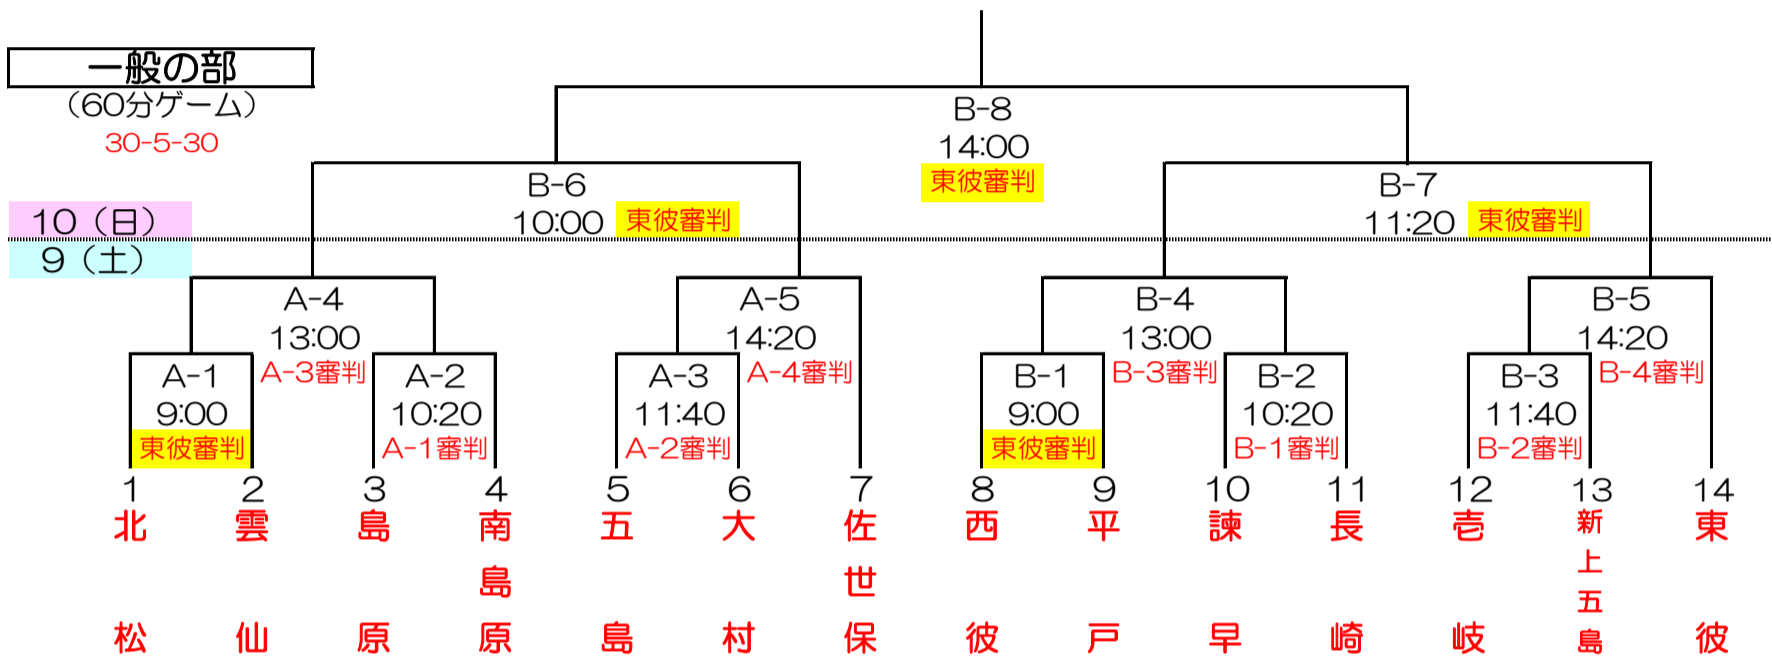 一般の部
（60分ゲーム）
30-5-30
B-8
14:00
東彼審判
B-6
10:00 東彼審判
B-7
11:20 東彼審判
10（日）
9（土）
A-4
13:00
A-3審判
A-5
14:20
A-4審判
B-4
13:00
B-3審判
B-5
14:20
B-4審判
A-1
9:00
東彼審判
A-2
10:20
A-1審判
A-3
11:40
A-2審判
B-1
9:00
東彼審判
B-2
10:20
B-1審判
B-3
11:40
B-2審判
1 2 3 4 5 6 7 8 9 10 11 12 13 14
北松
雲仙
島原
南島原
五島
大村
佐世保
西彼
平戸
諫早
長崎
壱岐
新上五島
東彼